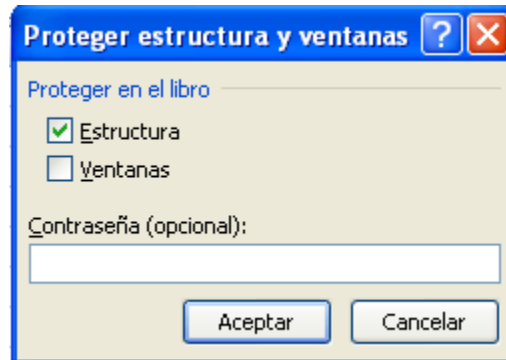 Proteger estructura y ventanas ?
Proteger en el libro
Estructura
Ventanas
Contraseña (opcional):
Aceptar Cancelar